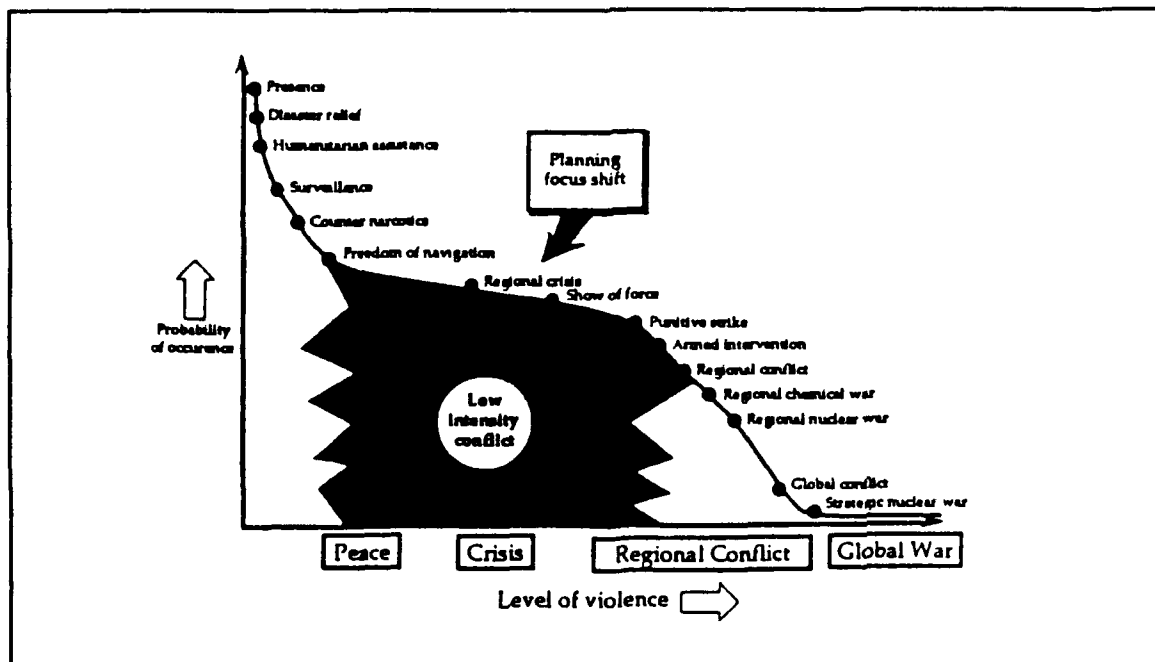 Presence
Disaster relief
Humanitarian assistance
Surveillance
Counter narcotics
Freedom of navigation
Planning
focus shift
Regional crisis
Show of force
Punitive strike
Armed intervention
Regional conflict
Regional chemical war
Regional nuclear war
Global conflict
Strategic nuclear war
Probability
of occurence
Low
intensity
conflict
Peace
Crisis
Regional Conflict
Global War
Level of violence